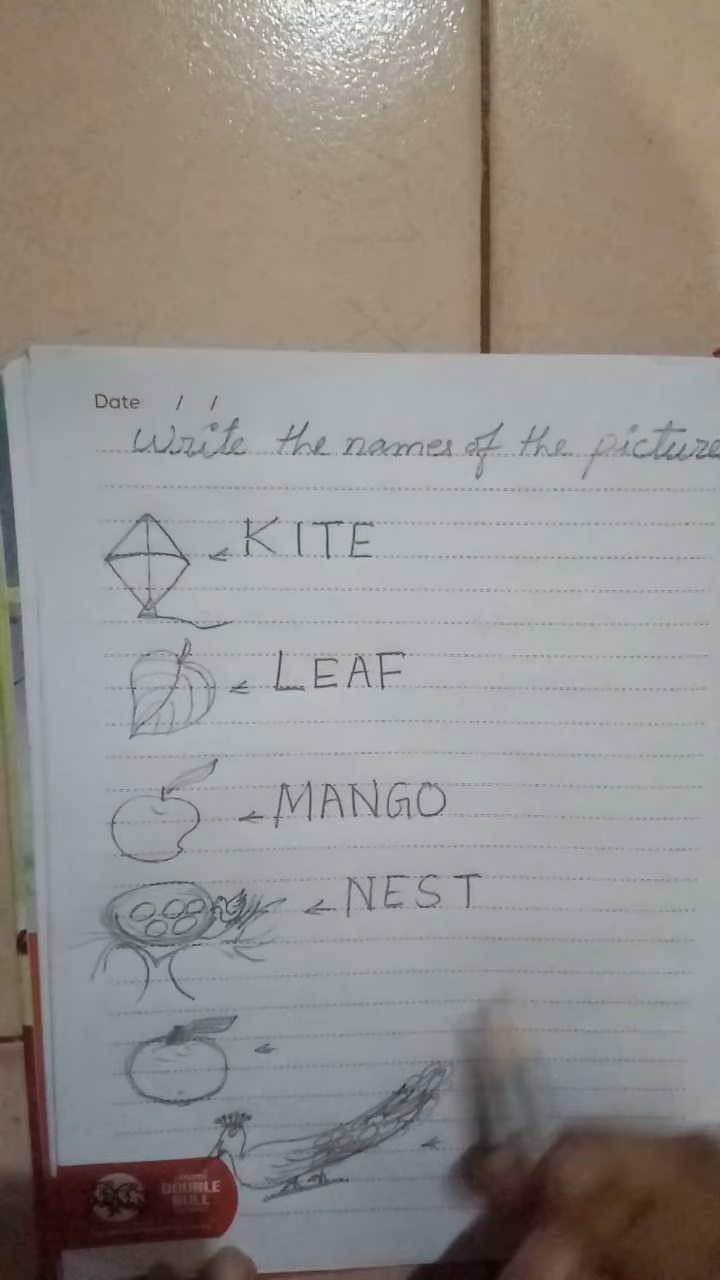 Date / /
Write the names of the picture
KITE
LEAF
MANGO
NEST
DOUBLE
BULL